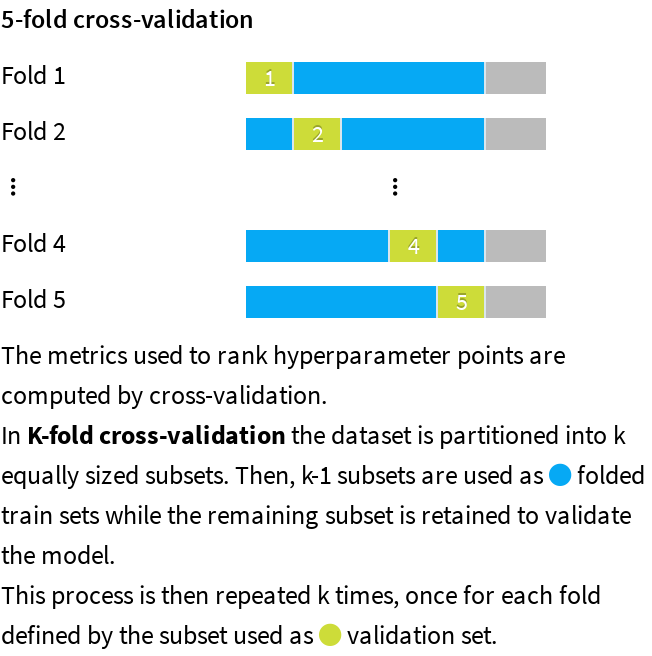 5-fold cross-validation
Fold 1
1
Fold 2
2
⋮ ⋮
Fold 4
4
Fold 5
5
The metrics used to rank hyperparameter points are
computed by cross-validation.
In K-fold cross-validation the dataset is partitioned into k
equally sized subsets. Then, k-1 subsets are used as folded
train sets while the remaining subset is retained to validate
the model.
This process is then repeated k times, once for each fold
defined by the subset used as validation set.